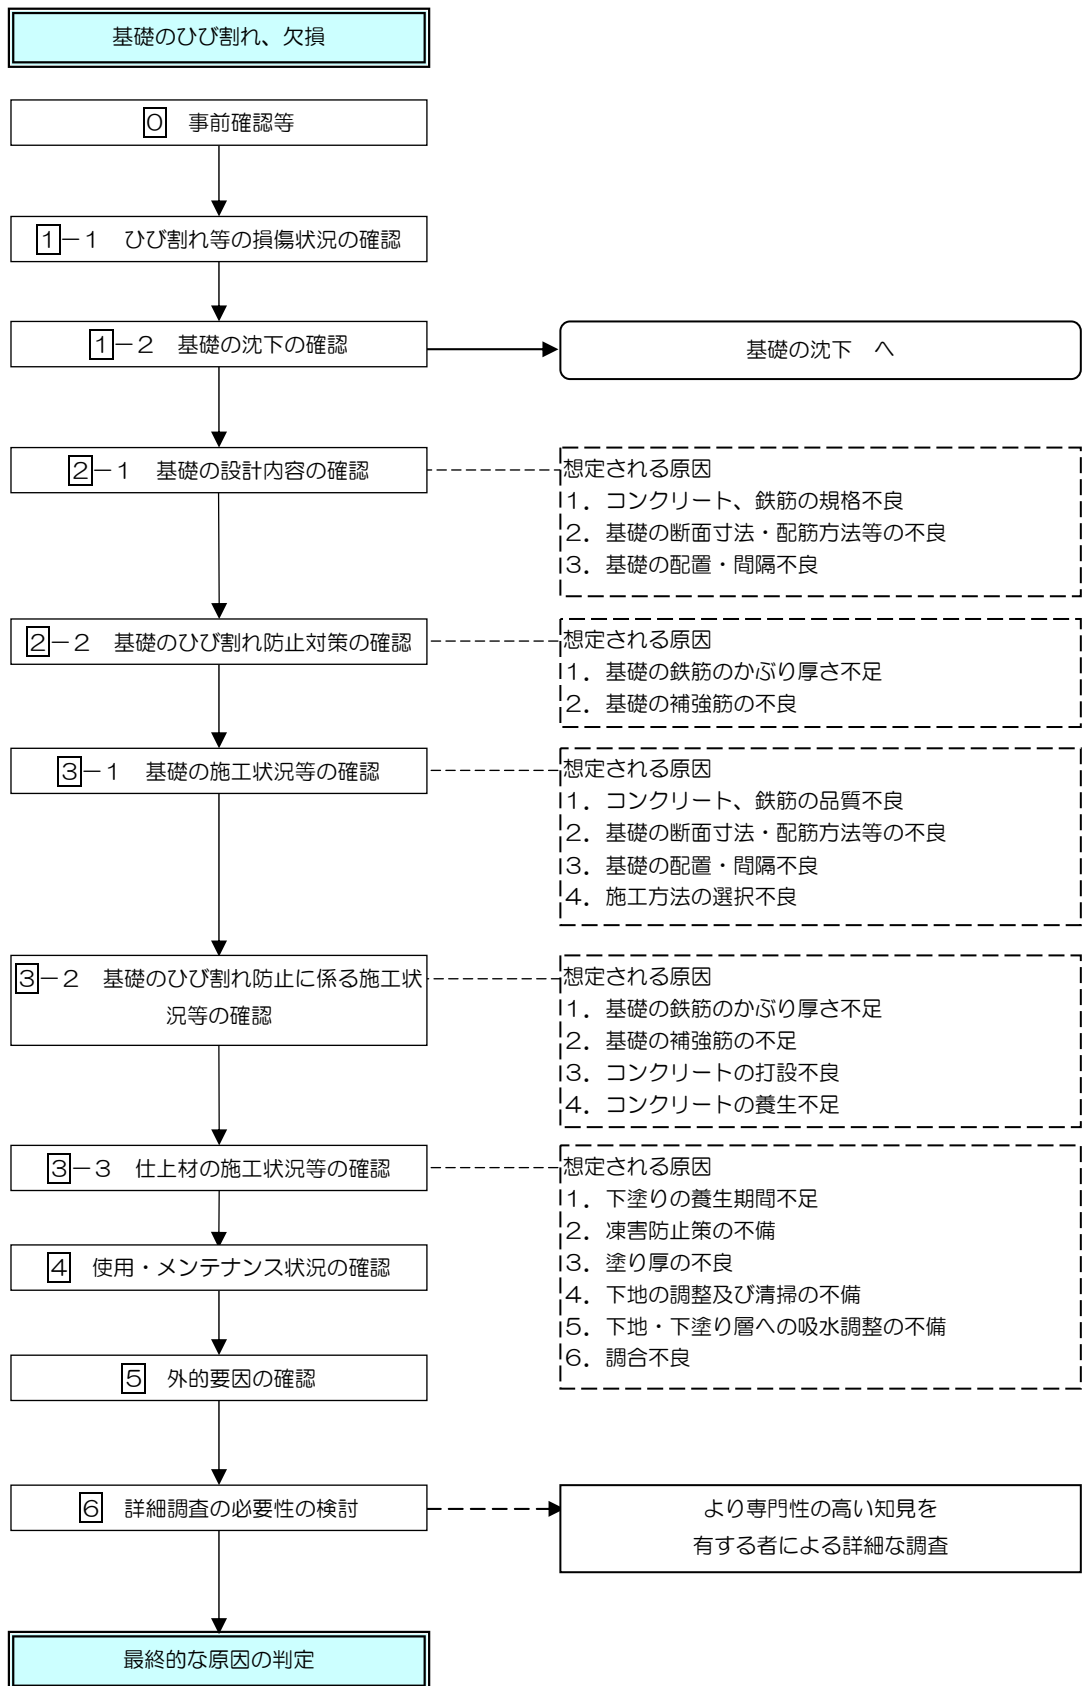 基礎のひび割れ、欠損
0 事前確認等
1－1 ひび割れ等の損傷状況の確認
1－2 基礎の沈下の確認
基礎の沈下 へ
2－1 基礎の設計内容の確認
想定される原因
1．コンクリート、鉄筋の規格不良
2．基礎の断面寸法・配筋方法等の不良
3．基礎の配置・間隔不良
2－2 基礎のひび割れ防止対策の確認
想定される原因
1．基礎の鉄筋のかぶり厚さ不足
2．基礎の補強筋の不良
3－1 基礎の施工状況等の確認
想定される原因
1．コンクリート、鉄筋の品質不良
2．基礎の断面寸法・配筋方法等の不良
3．基礎の配置・間隔不良
4．施工方法の選択不良
3－2 基礎のひび割れ防止に係る施工状
況等の確認
想定される原因
1．基礎の鉄筋のかぶり厚さ不足
2．基礎の補強筋の不足
3．コンクリートの打設不良
4．コンクリートの養生不足
3－3 仕上材の施工状況等の確認
想定される原因
1．下塗りの養生期間不足
2．凍害防止策の不備
3．塗り厚の不良
4．下地の調整及び清掃の不備
5．下地・下塗り層への吸水調整の不備
6．調合不良
4 使用・メンテナンス状況の確認
5 外的要因の確認
6 詳細調査の必要性の検討
より専門性の高い知見を
有する者による詳細な調査
最終的な原因の判定